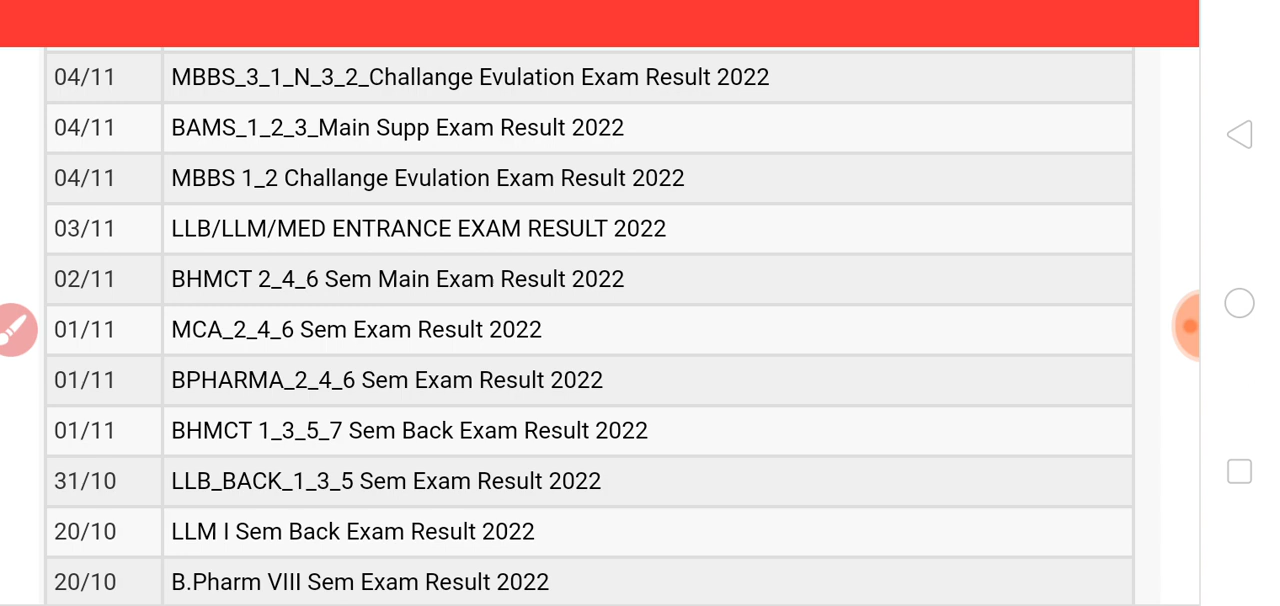 04/11 MBBS_3_1_N_3_2_Challange Evulation Exam Result 2022
04/11 BAMS_1_2_3_Main Supp Exam Result 2022
04/11 MBBS 1_2 Challange Evulation Exam Result 2022
03/11 LLB/LLM/MED ENTRANCE EXAM RESULT 2022
02/11 BHMCT 2_4_6 Sem Main Exam Result 2022
01/11 MCA_2_4_6 Sem Exam Result 2022
01/11 BPHARMA_2_4_6 Sem Exam Result 2022
01/11 BHMCT 1_3_5_7 Sem Back Exam Result 2022
31/10 LLB_BACK_1_3_5 Sem Exam Result 2022
20/10 LLM I Sem Back Exam Result 2022
20/10 B.Pharm VIII Sem Exam Result 2022